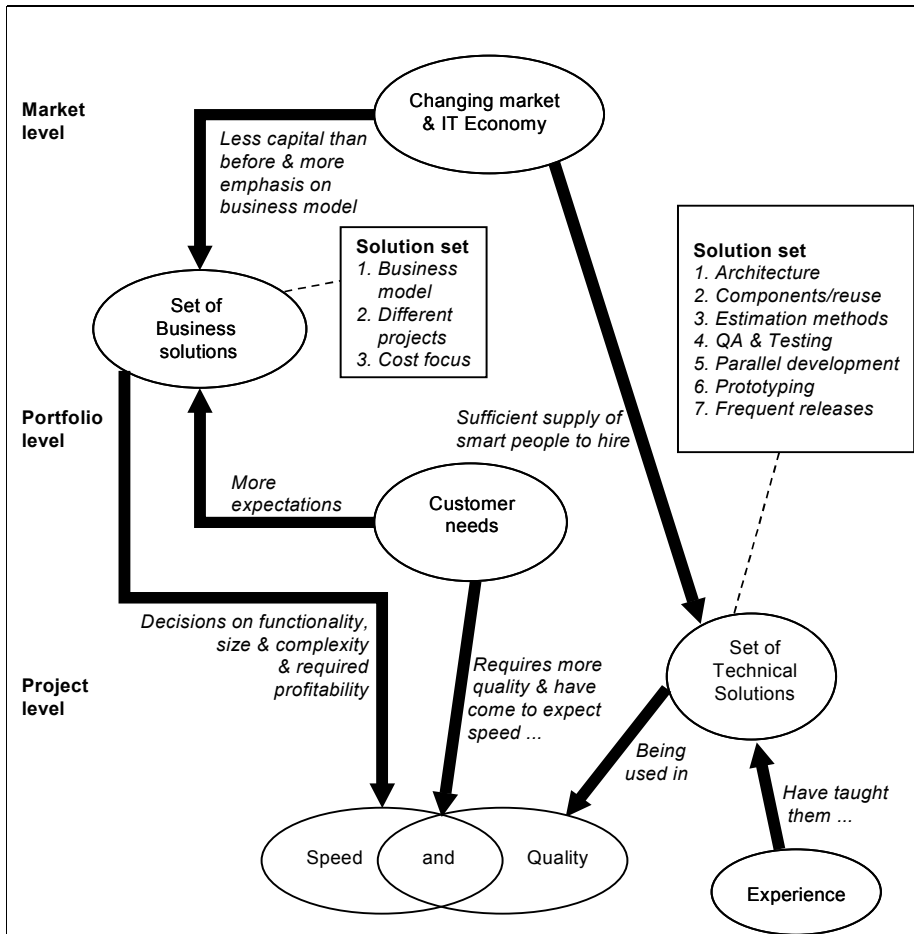 Market
level
Changing market
& IT Economy
Less capital than
before & more
emphasis on
business model
Solution set
1. Business
model
2. Different
projects
3. Cost focus
Solution set
1. Architecture
2. Components/reuse
3. Estimation methods
4. QA & Testing
5. Parallel development
6. Prototyping
7. Frequent releases
Set of
Business
solutions
Portfolio
level
Sufficient supply of
smart people to hire
More
expectations
Customer
needs
Decisions on functionality,
size & complexity
& required
profitability
Project
level
Requires more
quality & have
come to expect
speed ...
Set of
Technical
Solutions
Being
used in
Have taught
them ...
Speed
and
Quality
Experience